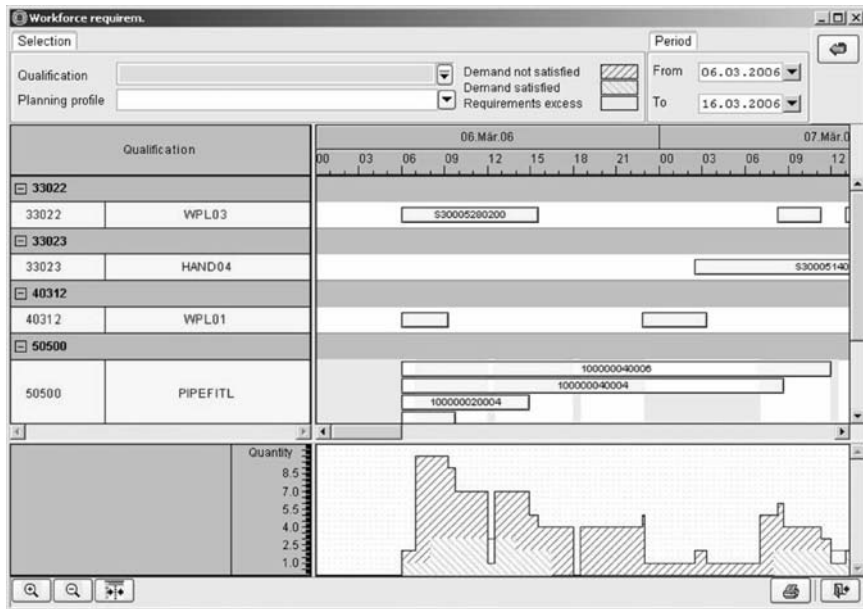 Workforce requirem.
Selection
Period
Qualification
Demand not satisfied
From 06.03.2006
Demand satisfied
Planning profile
Requirements excess
To 16.03.2006
Qualification
06.Mär.06
07.Mär.0
00 03 06 09 12 15 18 21 00 03 06 09 12
33022
33022 WPL03 S30005280200
33023
33023 HAND04 S30005140
40312
40312 WPL01
50500
50500 PIPEFITL
100000040006
100000040004
100000020004
Quantity
8.5
7.0
5.5
4.0
2.5
1.0